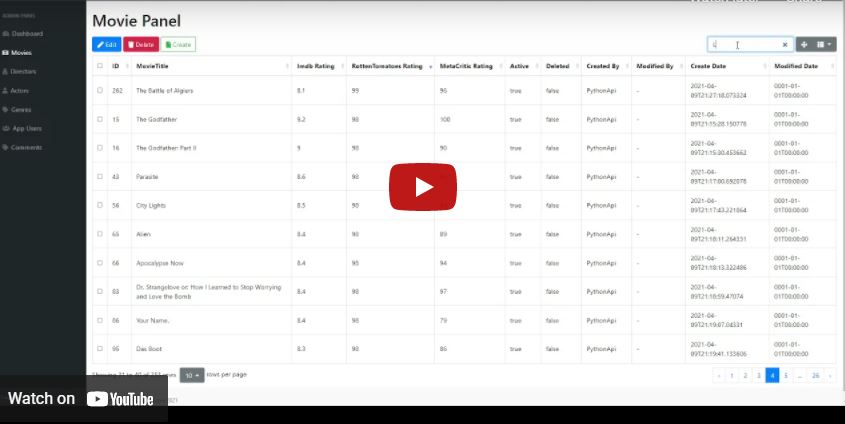 ADMIN PANEL
Dashboard
Movies
Directors
Actors
Genres
App Users
Comments
Movie Panel
Edit Delete Create
ID MovieTitle Imdb Rating RottenTomatoes Rating MetaCritic Rating Active Deleted Created By Modified By Create Date Modified Date
262 The Battle of Algiers 8.1 99 96 true false PythonApi - 2021-04-09T21:27:18.073324 0001-01-01T00:00:00
15 The Godfather 9.2 98 100 true false PythonApi - 2021-04-09T21:15:28.150778 0001-01-01T00:00:00
16 The Godfather: Part II 9 98 90 true false PythonApi - 2021-04-09T21:15:30.453662 0001-01-01T00:00:00
43 Parasite 8.6 98 true false PythonApi - 2021-04-09T21:17:00.692878 0001-01-01T00:00:00
56 City Lights 8.5 98 true false PythonApi - 2021-04-09T21:17:43.221864 0001-01-01T00:00:00
65 Alien 8.4 98 89 true false PythonApi - 2021-04-09T21:18:11.264331 0001-01-01T00:00:00
66 Apocalypse Now 8.4 98 94 true false PythonApi - 2021-04-09T21:18:13.322486 0001-01-01T00:00:00
83 Dr. Strangelove or: How I Learned to Stop Worrying and Love the Bomb 8.4 98 97 true false PythonApi - 2021-04-09T21:18:59.47074 0001-01-01T00:00:00
86 Your Name. 8.4 98 79 true false PythonApi - 2021-04-09T21:19:07.04331 0001-01-01T00:00:00
95 Das Boot 8.3 98 86 true false PythonApi - 2021-04-09T21:19:41.133606 0001-01-01T00:00:00
10 rows per page
‹ 1 2 3 4 5 ... 26 ›
Watch on YouTube